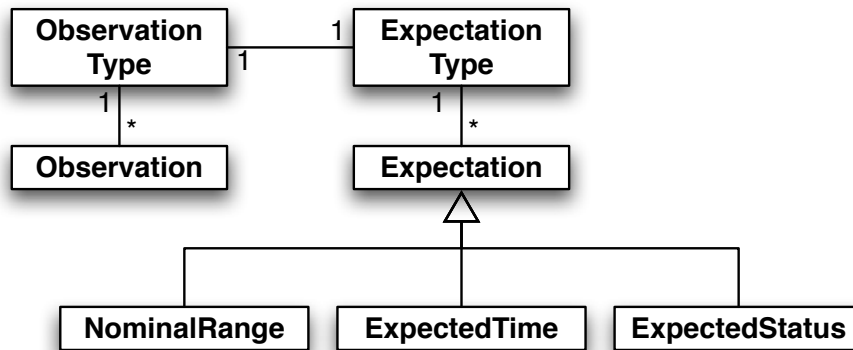 Observation
Type
1
1
Expectation
Type
1
*
1
*
Observation
Expectation
NominalRange
ExpectedTime
ExpectedStatus